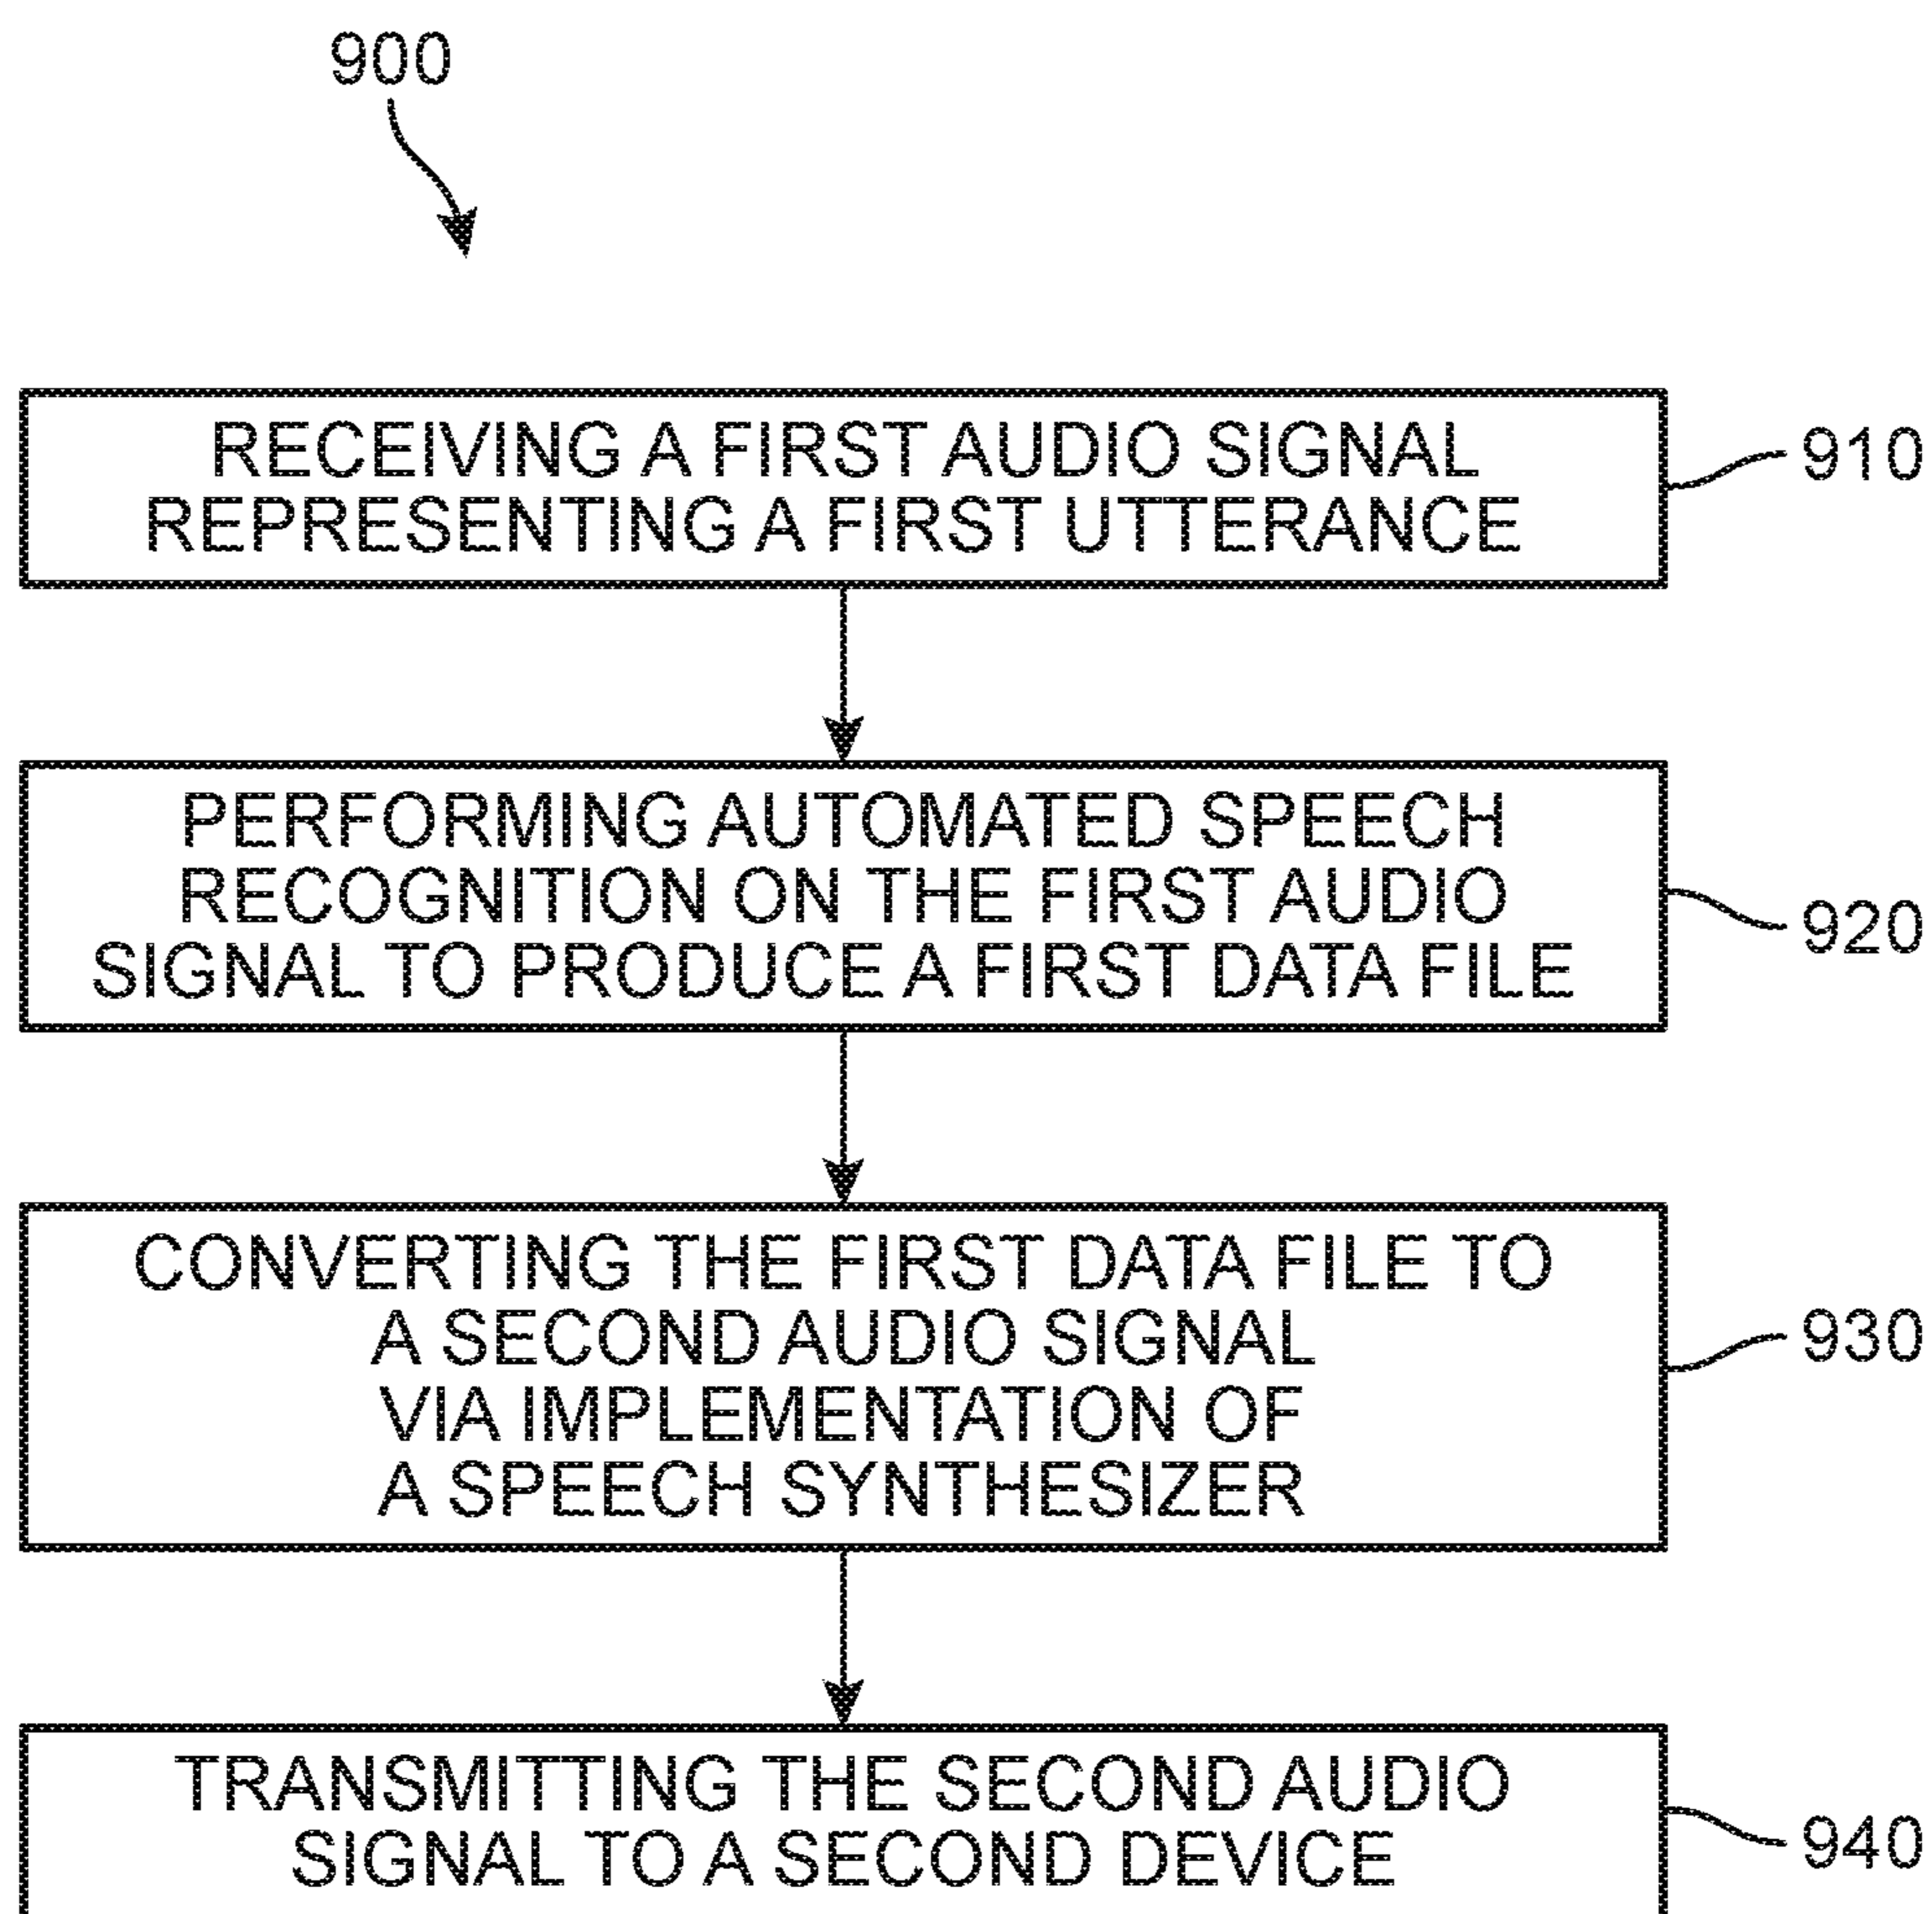 900
RECEIVING A FIRST AUDIO SIGNAL
REPRESENTING A FIRST UTTERANCE
910
PERFORMING AUTOMATED SPEECH
RECOGNITION ON THE FIRST AUDIO
SIGNAL TO PRODUCE A FIRST DATA FILE
920
CONVERTING THE FIRST DATA FILE TO
A SECOND AUDIO SIGNAL
VIA IMPLEMENTATION OF
A SPEECH SYNTHESIZER
930
TRANSMITTING THE SECOND AUDIO
SIGNAL TO A SECOND DEVICE
940